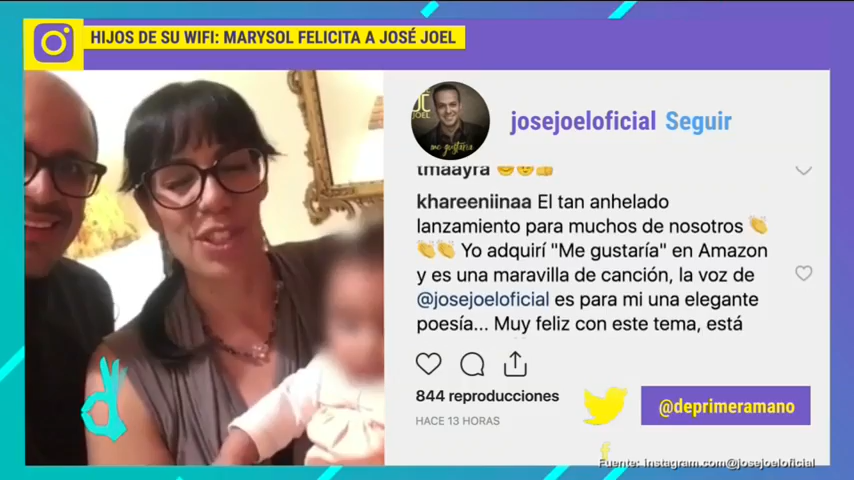 HIJOS DE SU WIFI: MARYSOL FELICITA A JOSÉ JOEL
JOEL
me gustaría
josejoeloficial Seguir
tmaayra
khareeniinaa El tan anhelado
lanzamiento para muchos de nosotros
Yo adquirí "Me gustaría" en Amazon
y es una maravilla de canción, la voz de
@josejoeloficial es para mi una elegante
poesía... Muy feliz con este tema, está
844 reproducciones
HACE 13 HORAS
@deprimeramano
Fuente: instagram.com@josejoeloficial